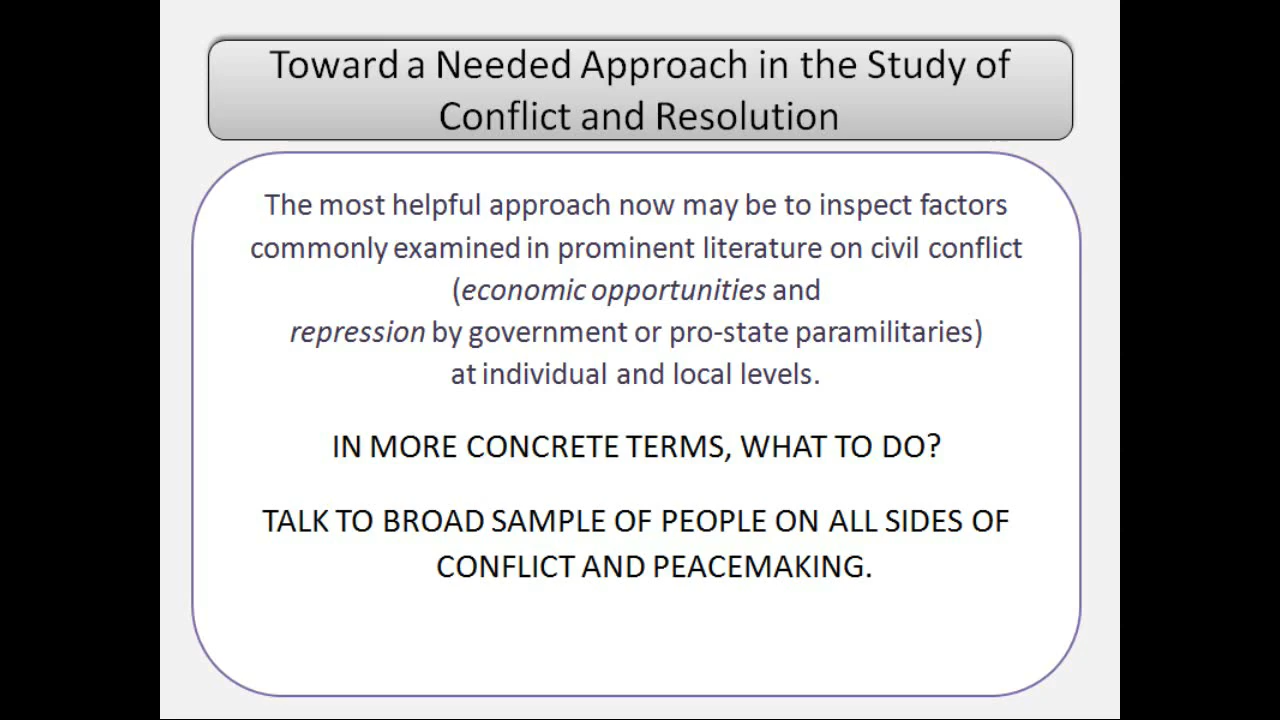 Toward a Needed Approach in the Study of
Conflict and Resolution
The most helpful approach now may be to inspect factors
commonly examined in prominent literature on civil conflict
(economic opportunities and
repression by government or pro-state paramilitaries)
at individual and local levels.
IN MORE CONCRETE TERMS, WHAT TO DO?
TALK TO BROAD SAMPLE OF PEOPLE ON ALL SIDES OF
CONFLICT AND PEACEMAKING.